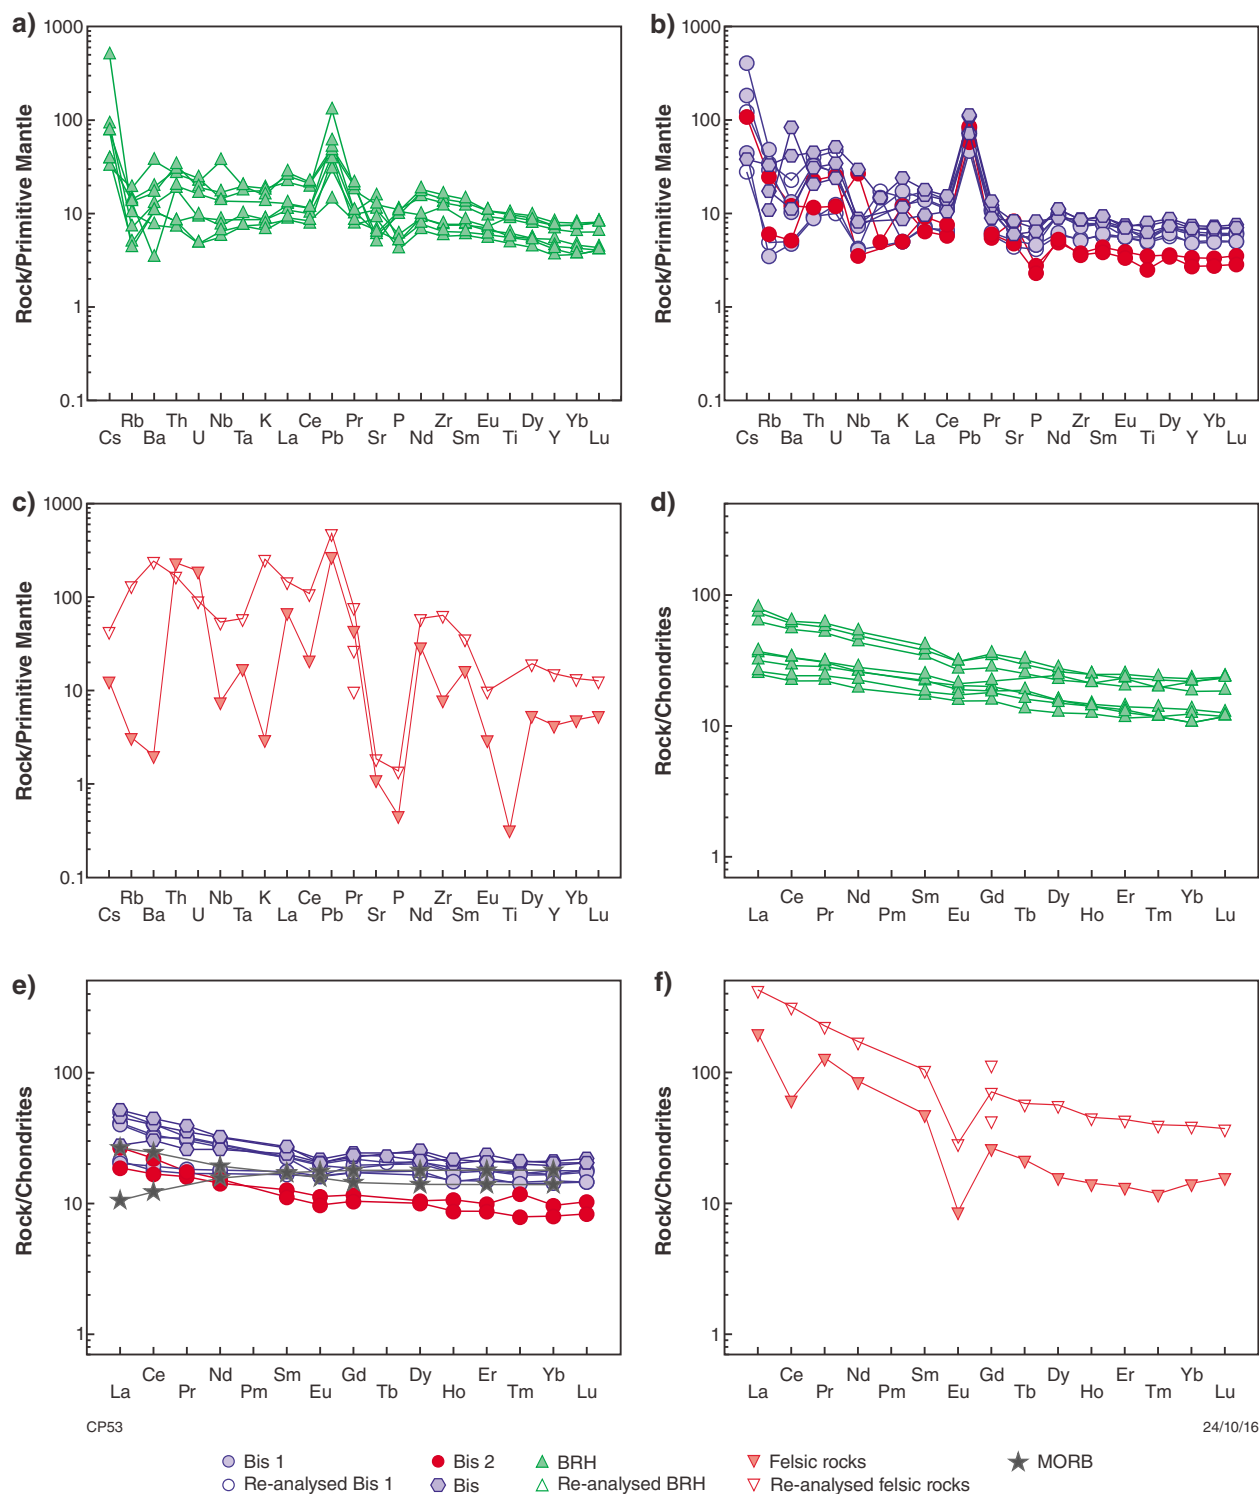 a)
Rock/Primitive Mantle
1000
100
10
1
0.1
Rb Th Nb K Ce Pr P Zr Eu Dy Yb
Cs Ba U Ta La Pb Sr Nd Sm Ti Y Lu
b)
Rock/Primitive Mantle
1000
100
10
1
0.1
Rb Th Nb K Ce Pr P Zr Eu Dy Yb
Cs Ba U Ta La Pb Sr Nd Sm Ti Y Lu
c)
Rock/Primitive Mantle
1000
100
10
1
0.1
Rb Th Nb K Ce Pr P Zr Eu Dy Yb
Cs Ba U Ta La Pb Sr Nd Sm Ti Y Lu
d)
Rock/Chondrites
100
10
1
Ce Nd Sm Gd Dy Er Yb
La Pr Pm Eu Tb Ho Tm Lu
e)
Rock/Chondrites
100
10
1
Ce Nd Sm Gd Dy Er Yb
La Pr Pm Eu Tb Ho Tm Lu
f)
Rock/Chondrites
100
10
1
Ce Nd Sm Gd Dy Er Yb
La Pr Pm Eu Tb Ho Tm Lu
CP53
24/10/16
Bis 1 Bis 2 BRH Felsic rocks MORB
Re-analysed Bis 1 Bis Re-analysed BRH Re-analysed felsic rocks